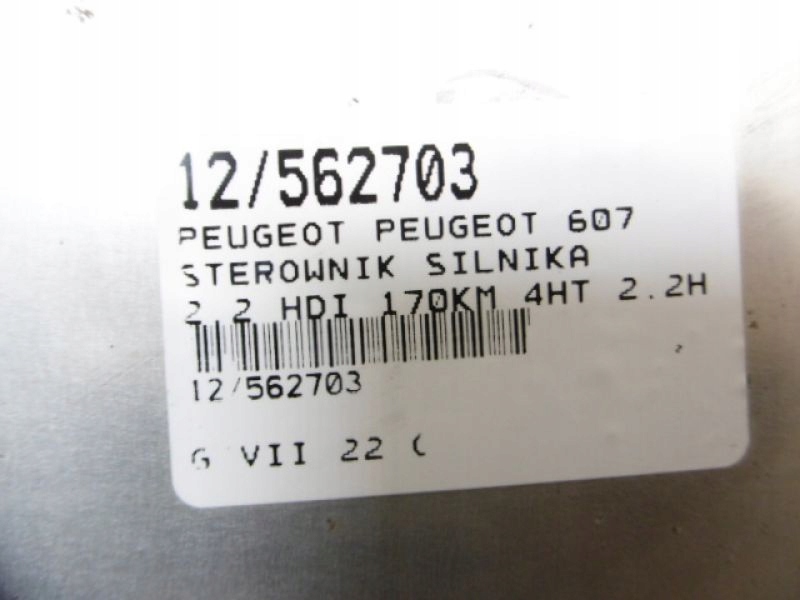 12/562703
PEUGEOT PEUGEOT 607
STEROWNIK SILNIKA
2.2 HDI 170KM 4HT 2.2H
12/562703
G VII 22 (